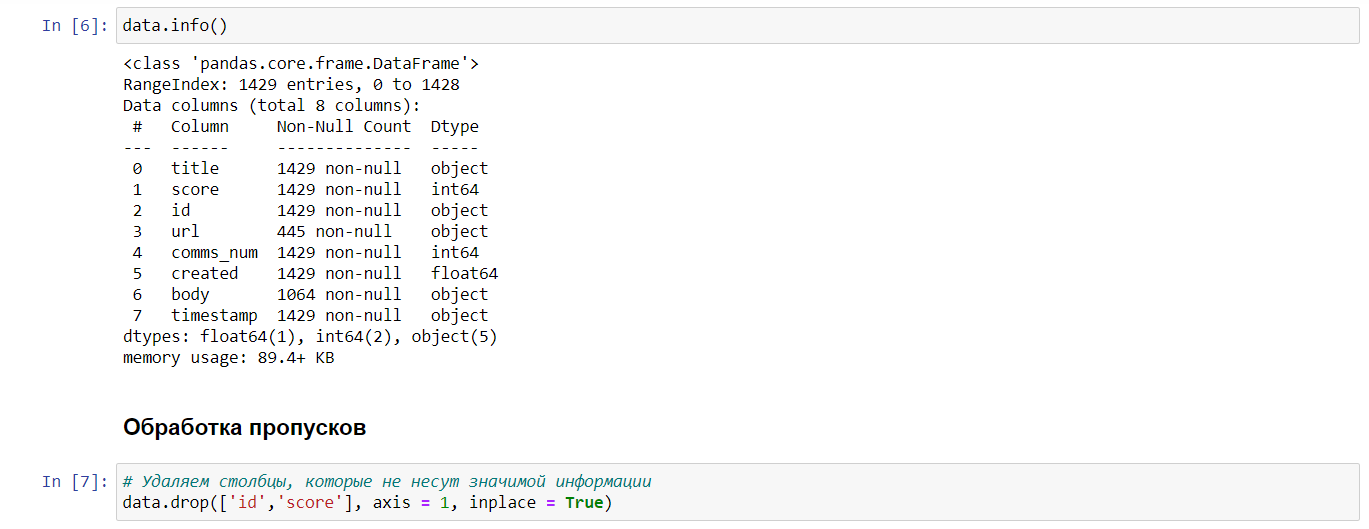 In [6]: data.info()
<class 'pandas.core.frame.DataFrame'>
RangeIndex: 1429 entries, 0 to 1428
Data columns (total 8 columns):
 #   Column     Non-Null Count  Dtype
---  ------     --------------  -----
 0   title      1429 non-null   object
 1   score      1429 non-null   int64
 2   id         1429 non-null   object
 3   url        445 non-null    object
 4   comms_num  1429 non-null   int64
 5   created    1429 non-null   float64
 6   body       1064 non-null   object
 7   timestamp  1429 non-null   object
dtypes: float64(1), int64(2), object(5)
memory usage: 89.4+ KB
Обработка пропусков
In [7]: # Удаляем столбцы, которые не несут значимой информации
data.drop(['id','score'], axis = 1, inplace = True)